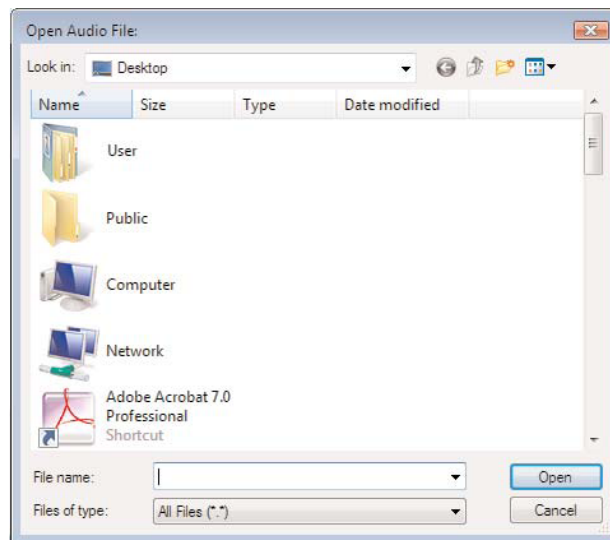 Open Audio File:
Look in: Desktop
Name Size Type Date modified
User
Public
Computer
Network
Adobe Acrobat 7.0
Professional
Shortcut
File name: Open
Files of type: All Files (*.*) Cancel